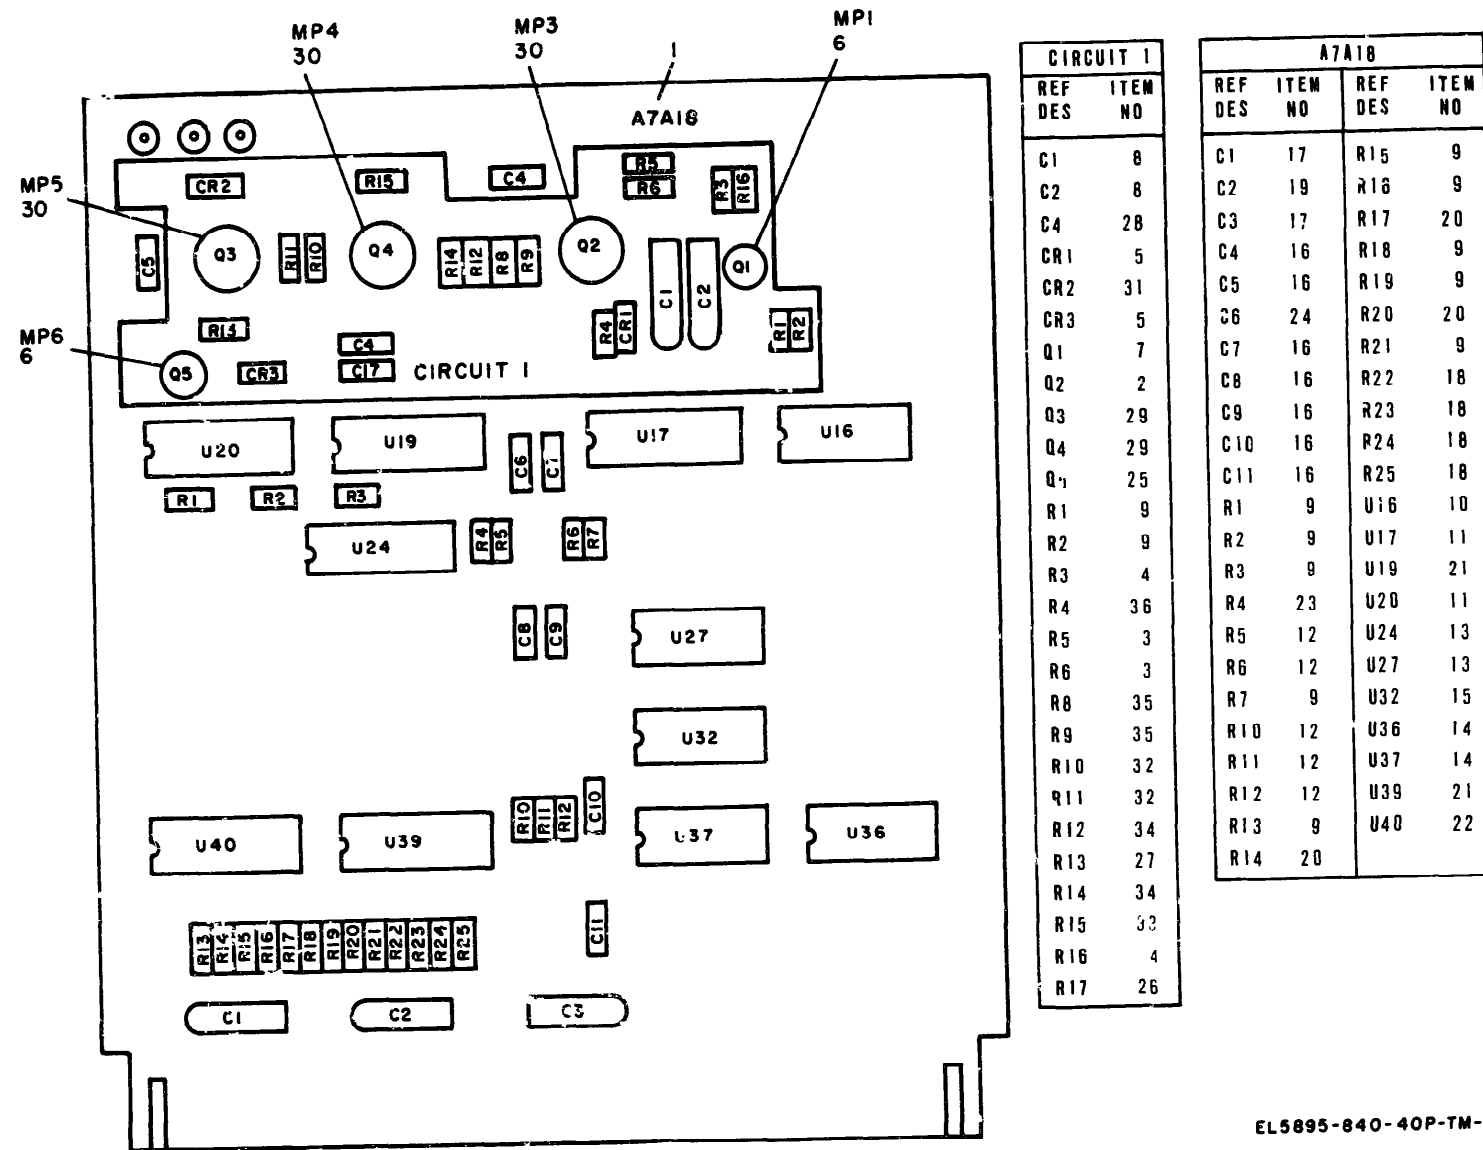 MP4
30
MP3
30
1
MP1
6
A7A18
MP5
30
MP6
6
CR2
R15
C4
R5
R6
R3
R16
C5
Q3
R11
R10
Q4
R14
R12
R8
R9
Q2
C1
C2
Q1
R13
R4
CR1
R1
R2
Q5
CR3
C4
C17
CIRCUIT 1
U20
U19
C6
U17
U16
R1
R2
R3
U24
R4
R5
R6
R7
C8
C9
U27
U32
U40
U39
R10
R11
R12
C10
37
U36
R13
R14
R15
R16
R17
R18
R19
R20
R21
R22
R23
R24
R25
C11
C1
C2
C3
CIRCUIT 1
REF ITEM
DES NO
C1 8
C2 8
C4 28
CR1 5
CR2 31
CR3 5
Q1 7
Q2 2
Q3 29
Q4 29
25
R1 9
R2 9
R3 4
R4 36
R5 3
R6 3
R8 35
R9 35
R10 32
R11 32
R12 34
R13 27
R14 34
R15 33
R16 4
R17 26
A7A18
REF ITEM REF ITEM
DES NO DES NO
C1 17 R15 9
C2 19 R16 9
C3 17 R17 20
C4 16 R18 9
C5 16 R19 9
C6 24 R20 20
C7 16 R21 9
C8 16 R22 18
C9 16 R23 18
C10 16 R24 18
C11 16 R25 18
R1 9 U16 10
R2 9 U17 11
R3 9 U19 21
R4 23 U20 11
R5 12 U24 13
R6 12 U27 13
R7 9 U32 15
R10 12 U36 14
R11 12 U37 14
R12 12 U39 21
R13 9 U40 22
R14 20
EL5895-840-40P-TM-